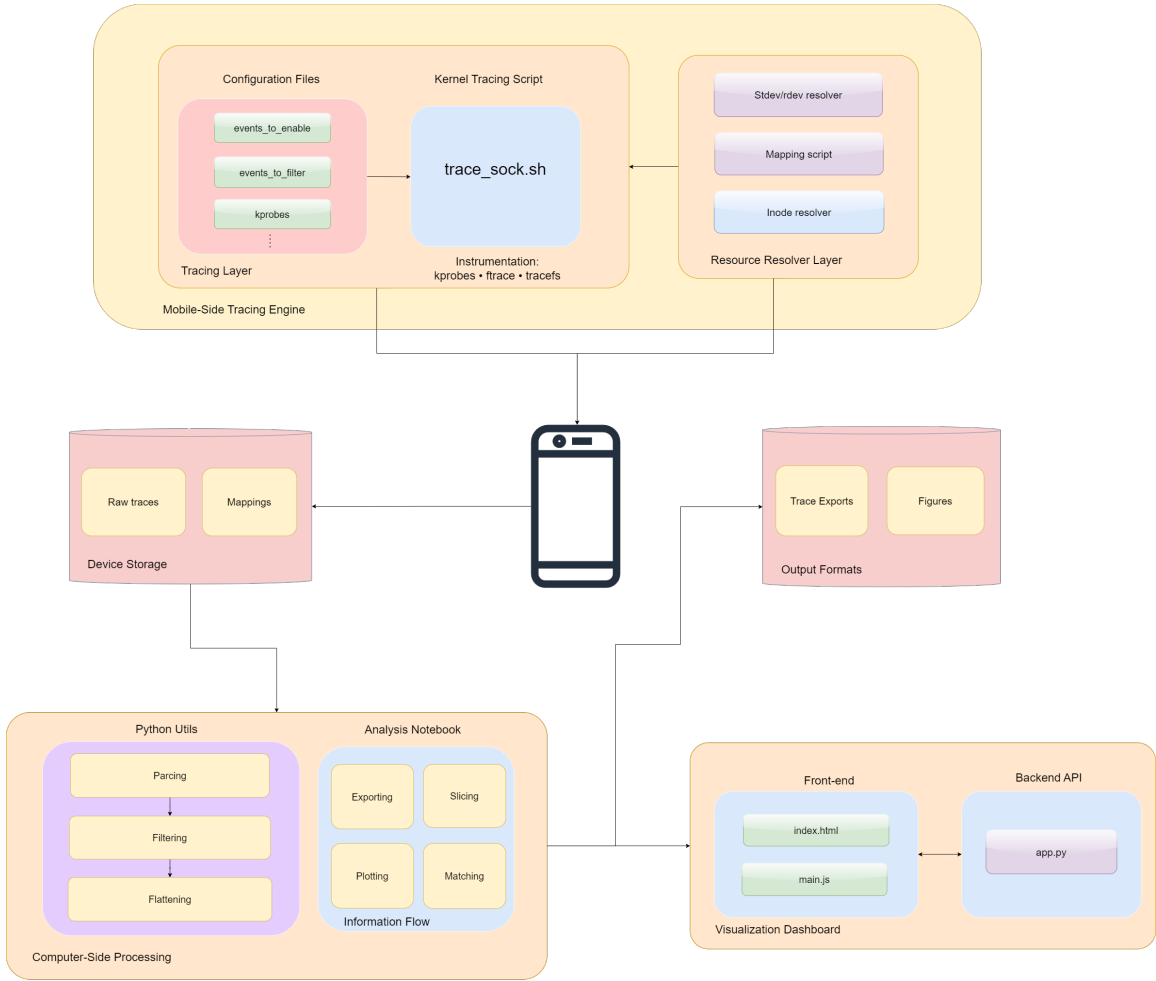 Configuration Files
Kernel Tracing Script
events_to_enable
events_to_filter
kprobes
trace_sock.sh
Instrumentation:
kprobes • ftrace • tracefs
Tracing Layer
Stdev/rdev resolver
Mapping script
Inode resolver
Resource Resolver Layer
Mobile-Side Tracing Engine
Raw traces
Mappings
Device Storage
Trace Exports
Figures
Output Formats
Python Utils
Parcing
Filtering
Flattening
Analysis Notebook
Exporting
Slicing
Plotting
Matching
Information Flow
Computer-Side Processing
Front-end
index.html
main.js
Backend API
app.py
Visualization Dashboard